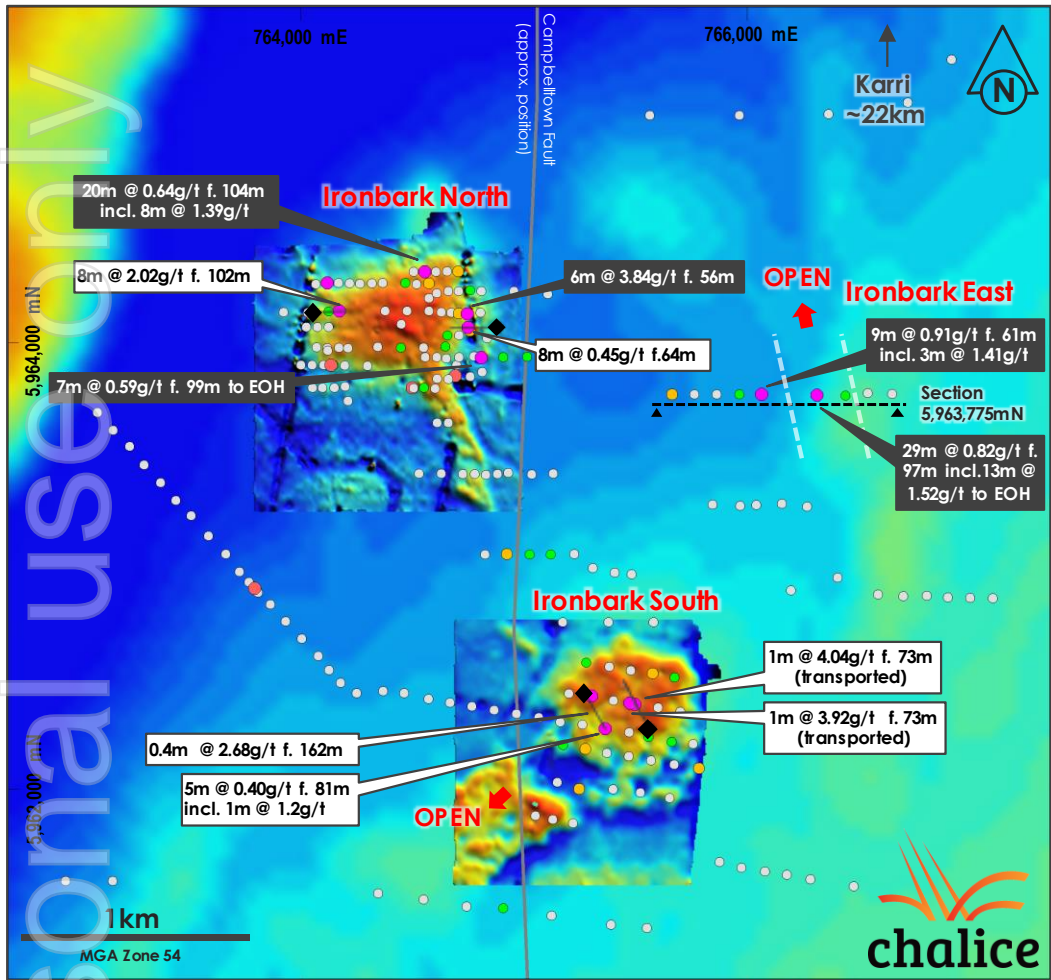 764,000 mE
766,000 mE
Campbelltown Fault
(approx. position)
Karri
~22km
N
20m @ 0.64g/t f. 104m
incl. 8m @ 1.39g/t
Ironbark North
8m @ 2.02g/t f. 102m
6m @ 3.84g/t f. 56m
OPEN
Ironbark East
5,964,000 mN
8m @ 0.45g/t f.64m
9m @ 0.91g/t f. 61m
incl. 3m @ 1.41g/t
7m @ 0.59g/t f. 99m to EOH
Section
5,963,775mN
29m @ 0.82g/t f.
97m incl.13m @
1.52g/t to EOH
Ironbark South
1m @ 4.04g/t f. 73m
(transported)
1m @ 3.92g/t f. 73m
(transported)
0.4m @ 2.68g/t f. 162m
5m @ 0.40g/t f. 81m
incl. 1m @ 1.2g/t
OPEN
5,962,000 mN
1km
MGA Zone 54
chalice
sonal use only